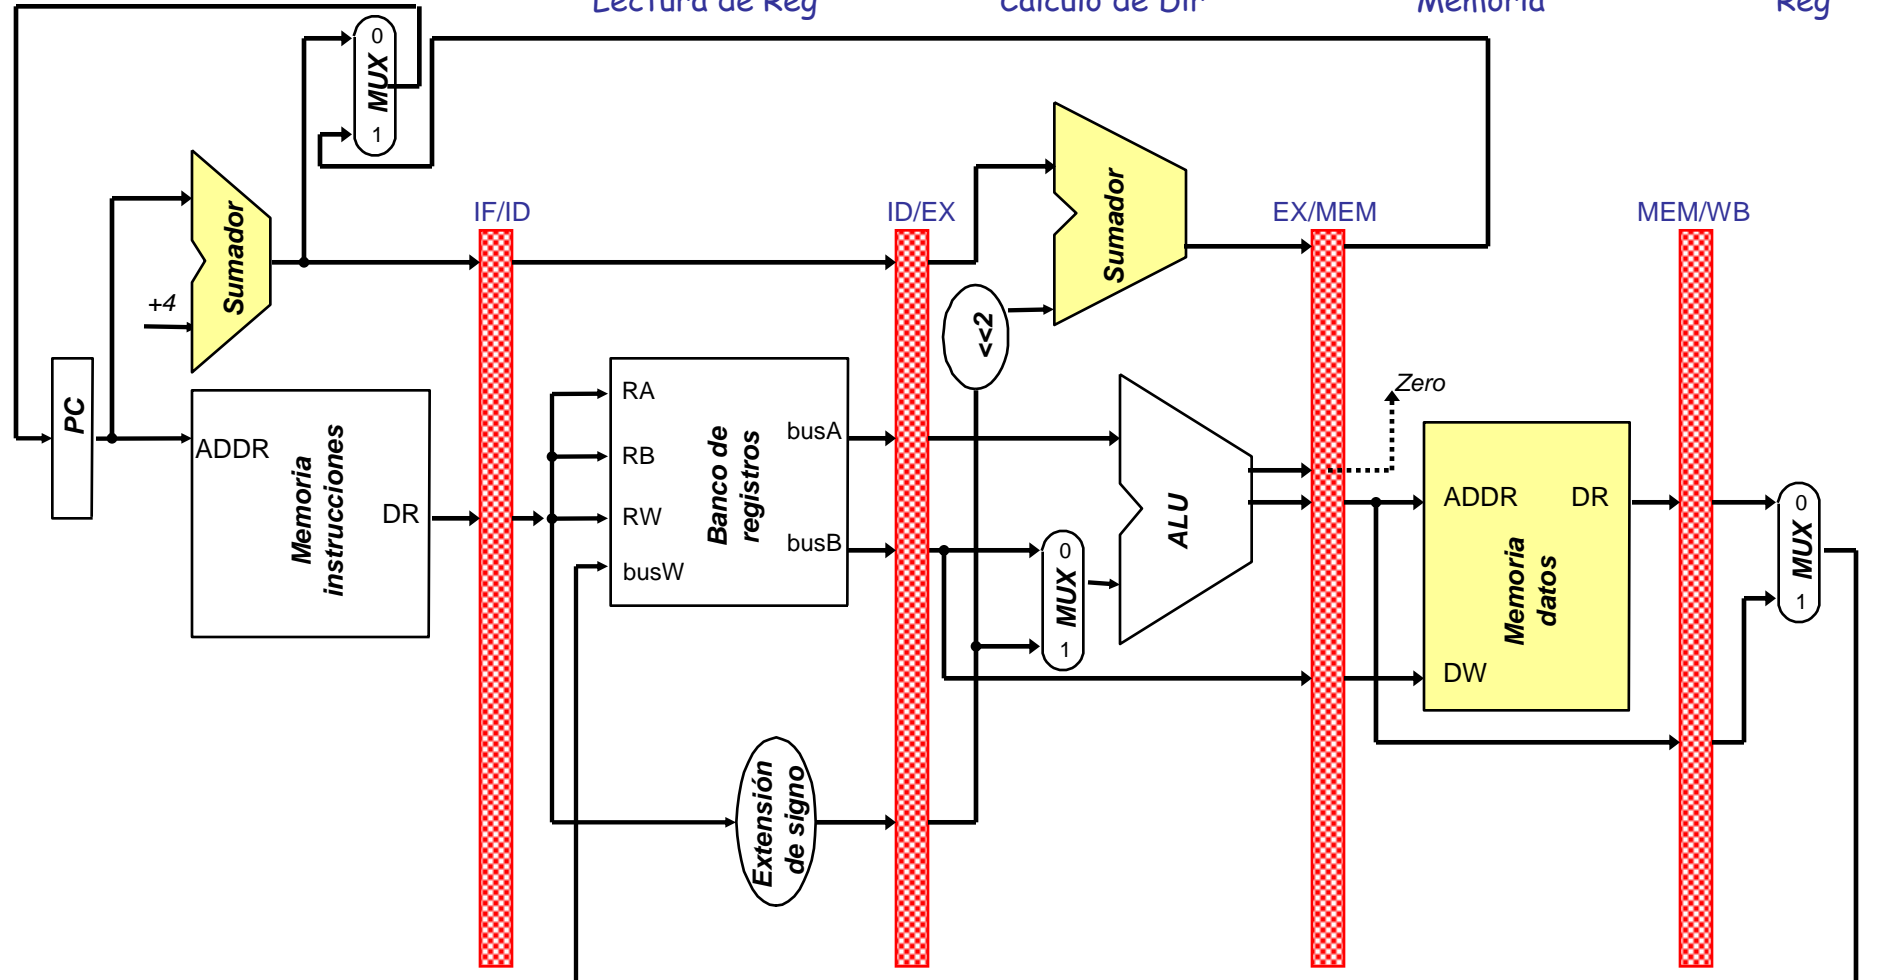 Lectura de Reg
Cálculo de Dir
Memoria
Reg
0
MUX
1
Sumador
+4
IF/ID
ID/EX
Sumador
EX/MEM
MEM/WB
<<2
PC
ADDR
Memoria
instrucciones
DR
RA
RB
RW
busW
Banco de
registros
busA
busB
0
MUX
1
ALU
Zero
ADDR
DR
Memoria
datos
DW
0
MUX
1
Extensión
de signo